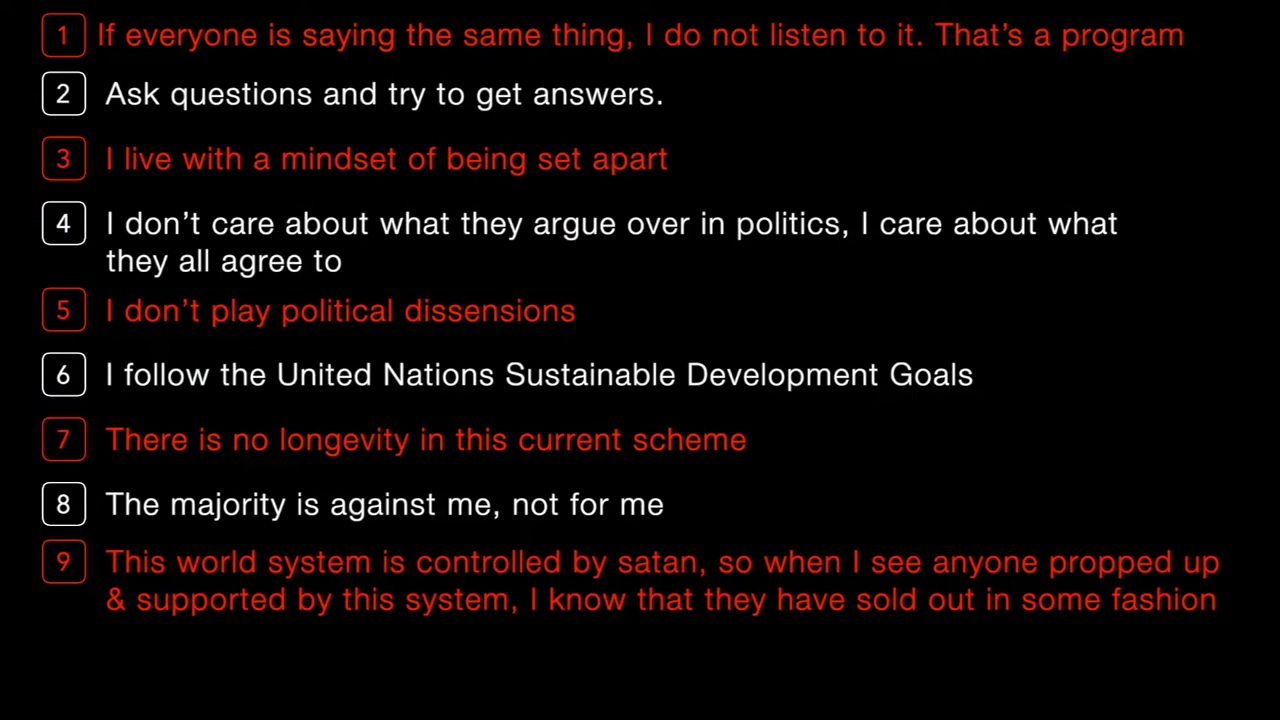 1 If everyone is saying the same thing, I do not listen to it. That’s a program
2 Ask questions and try to get answers.
3 I live with a mindset of being set apart
4 I don’t care about what they argue over in politics, I care about what
they all agree to
5 I don’t play political dissensions
6 I follow the United Nations Sustainable Development Goals
7 There is no longevity in this current scheme
8 The majority is against me, not for me
9 This world system is controlled by satan, so when I see anyone propped up
& supported by this system, I know that they have sold out in some fashion